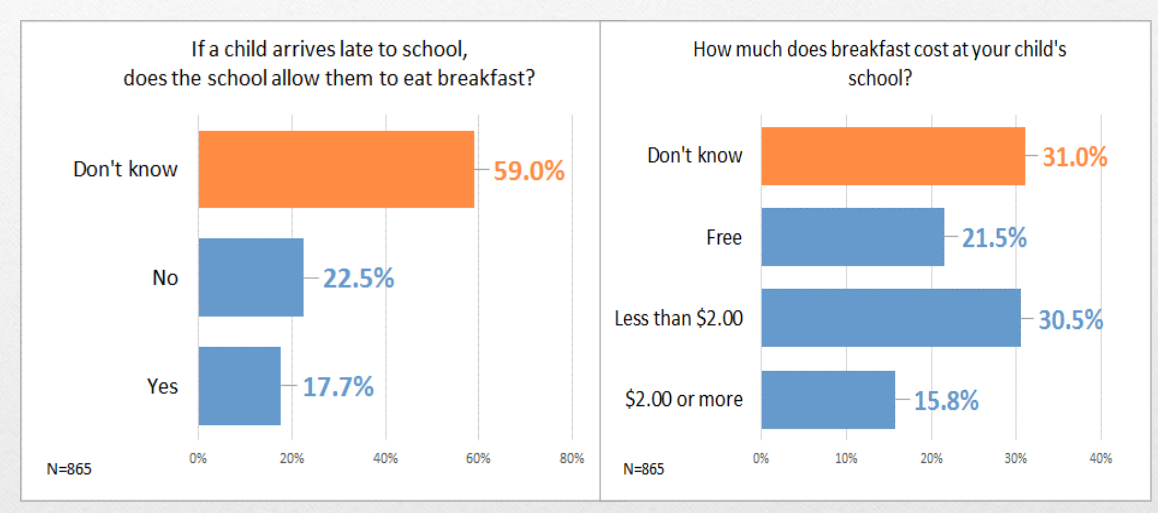 If a child arrives late to school,
does the school allow them to eat breakfast?
Don't know
59.0%
No
22.5%
Yes
17.7%
0% 20% 40% 60% 80%
N=865
How much does breakfast cost at your child's
school?
Don't know
31.0%
Free
21.5%
Less than $2.00
30.5%
$2.00 or more
15.8%
0% 10% 20% 30% 40%
N=865